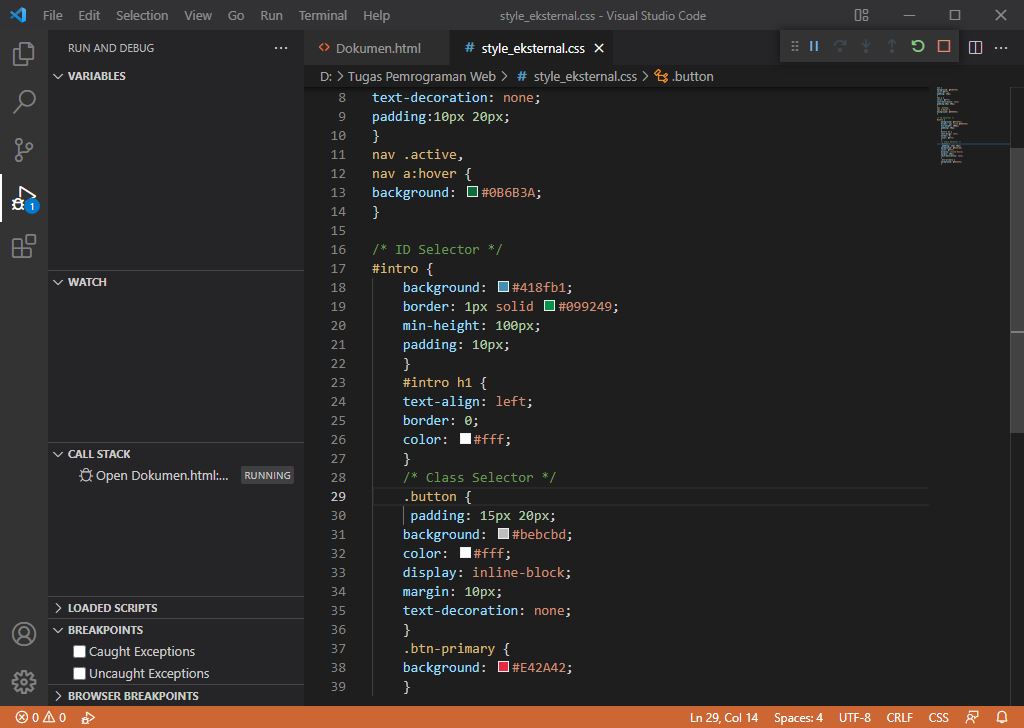 File Edit Selection View Go Run Terminal Help
style_eksternal.css - Visual Studio Code
RUN AND DEBUG
VARIABLES
WATCH
CALL STACK
Open Dokumen.html:... RUNNING
LOADED SCRIPTS
BREAKPOINTS
Caught Exceptions
Uncaught Exceptions
BROWSER BREAKPOINTS
1
Dokumen.html
# style_eksternal.css
D: > Tugas Pemrograman Web > # style_eksternal.css > .button
8 text-decoration: none;
9 padding:10px 20px;
10 }
11 nav .active,
12 nav a:hover {
13 background: #0B6B3A;
14 }
15
16 /* ID Selector */
17 #intro {
18 background: #418fb1;
19 border: 1px solid #099249;
20 min-height: 100px;
21 padding: 10px;
22 }
23 #intro h1 {
24 text-align: left;
25 border: 0;
26 color: #fff;
27 }
28 /* Class Selector */
29 .button {
30 padding: 15px 20px;
31 background: #bebcbd;
32 color: #fff;
33 display: inline-block;
34 margin: 10px;
35 text-decoration: none;
36 }
37 .btn-primary {
38 background: #E42A42;
39 }
0 0
Ln 29, Col 14 Spaces: 4 UTF-8 CRLF CSS